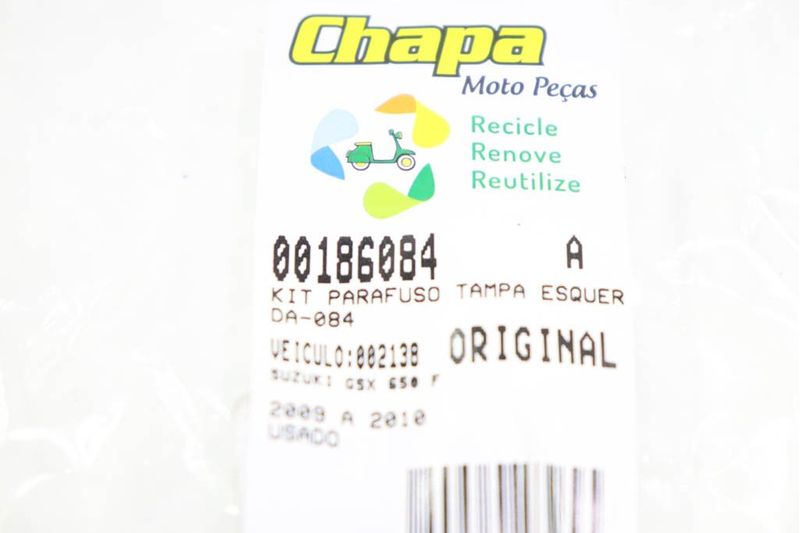 Chapa
Moto Peças
Recicle
Renove
Reutilize
00186084 A
KIT PARAFUSO TAMPA ESQUER
DA-084
VEICULO:002138 ORIGINAL
SUZUKI GSX 650 F
2009 A 2010
USADO